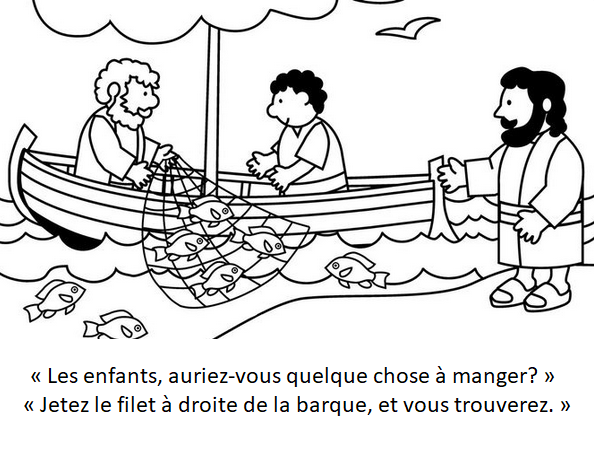 « Les enfants, auriez-vous quelque chose à manger? »
« Jetez le filet à droite de la barque, et vous trouverez. »